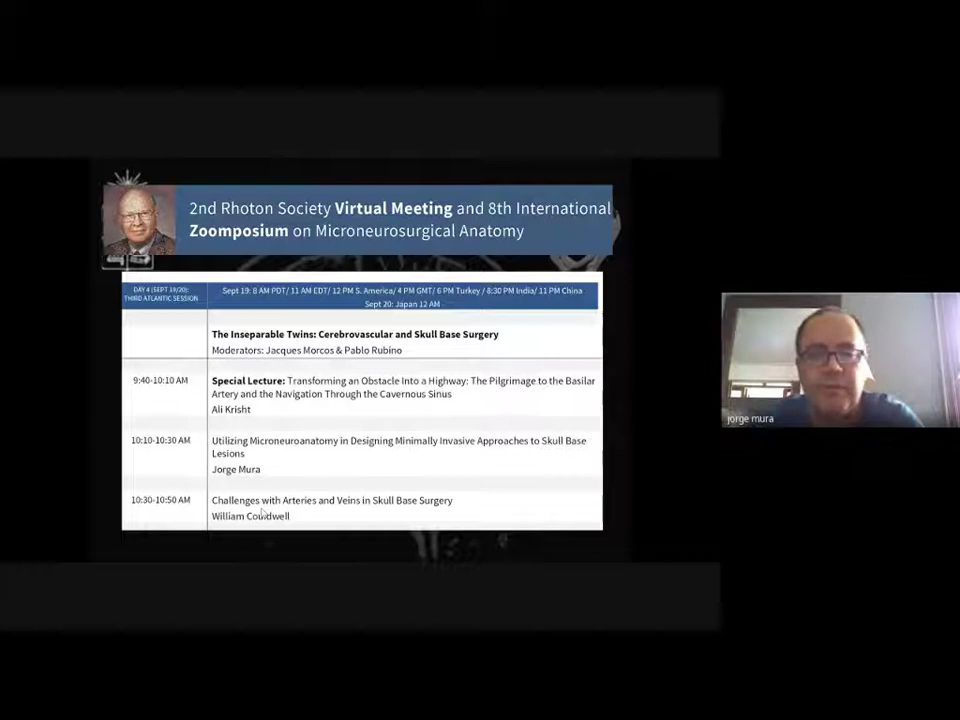 2nd Rhoton Society Virtual Meeting and 8th International
Zoomposium on Microneurosurgical Anatomy
DAY 4 (SEPT 19/20):
THIRD ATLANTIC SESSION
Sept 19: 8 AM PDT/ 11 AM EDT/ 12 PM S. America/ 4 PM GMT/ 6 PM Turkey / 8:30 PM India/ 11 PM China
Sept 20: Japan 12 AM
The Inseparable Twins: Cerebrovascular and Skull Base Surgery
Moderators: Jacques Morcos & Pablo Rubino
9:40-10:10 AM
Special Lecture: Transforming an Obstacle Into a Highway: The Pilgrimage to the Basilar
Artery and the Navigation Through the Cavernous Sinus
Ali Krisht
10:10-10:30 AM
Utilizing Microneuroanatomy in Designing Minimally Invasive Approaches to Skull Base
Lesions
Jorge Mura
10:30-10:50 AM
Challenges with Arteries and Veins in Skull Base Surgery
William Couldwell
jorge mura